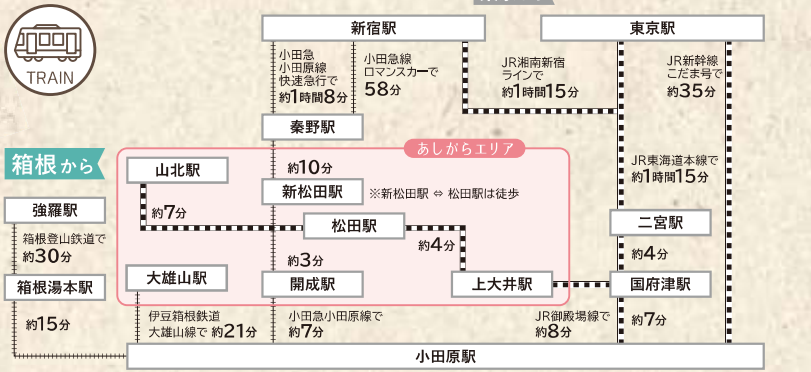 TRAIN
新宿駅
東京駅
小田急
小田原線
快速急行で
約1時間8分
小田急線
ロマンスカーで
58分
JR湘南新宿
ラインで
約1時間15分
JR新幹線
こだま号で
約35分
秦野駅
あしがらエリア
箱根から
山北駅
約10分
JR東海道本線で
約1時間15分
新松田駅
※新松田駅 ⇔ 松田駅は徒歩
強羅駅
約7分
松田駅
二宮駅
箱根登山鉄道で
約30分
約4分
約4分
約3分
箱根湯本駅
大雄山駅
開成駅
上大井駅
国府津駅
約15分
伊豆箱根鉄道
大雄山線で 約21分
小田急小田原線で
約7分
JR御殿場線で
約8分
約7分
小田原駅